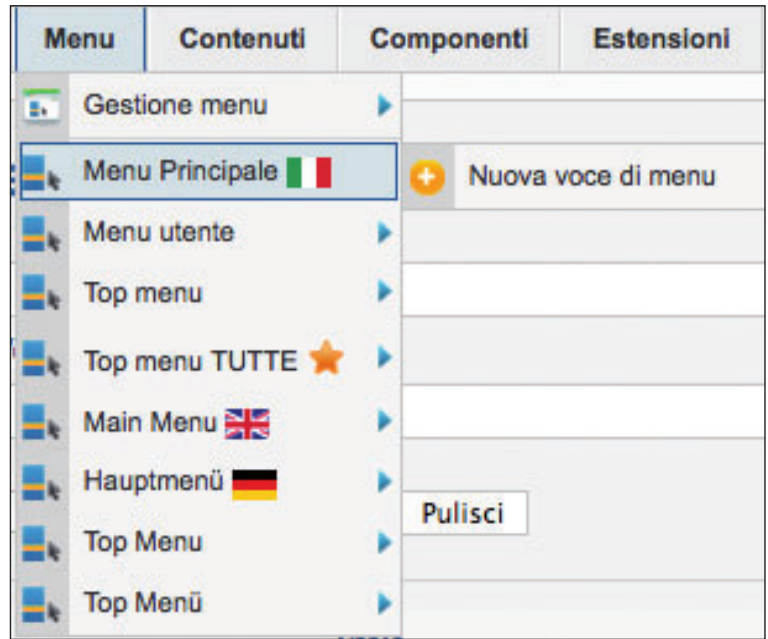 Menu Contenuti Componenti Estensioni
Gestione menu
Menu Principale
Nuova voce di menu
Menu utente
Top menu
Top menu TUTTE
Main Menu
Hauptmenü
Pulisci
Top Menu
Top Menü